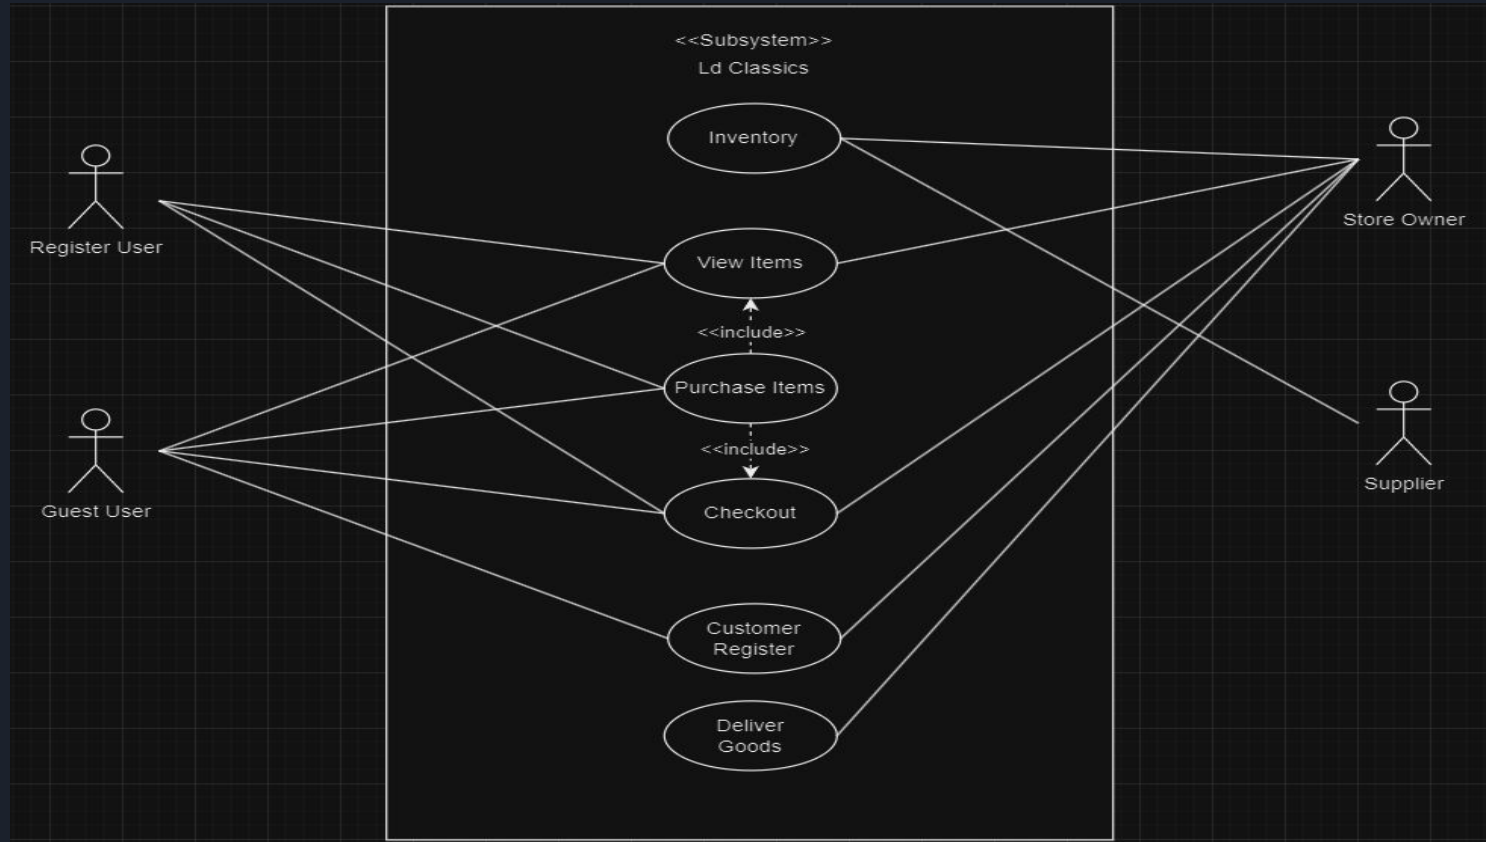 <<Subsystem>>
Ld Classics
Inventory
Register User
Store Owner
View Items
<<include>>
Purchase Items
<<include>>
Guest User
Supplier
Checkout
Customer
Register
Deliver
Goods